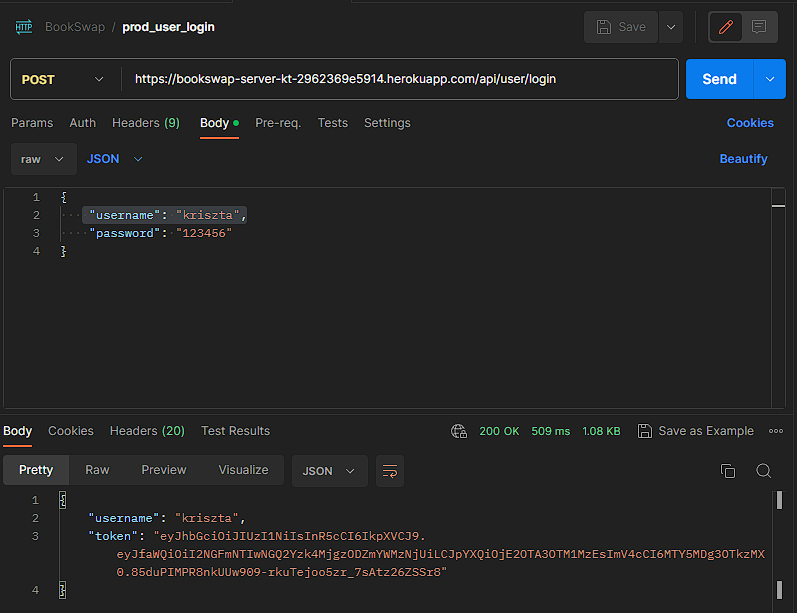 HTTP BookSwap / prod_user_login Save
POST https://bookswap-server-kt-2962369e5914.herokuapp.com/api/user/login Send
Params Auth Headers (9) Body Pre-req. Tests Settings Cookies
raw JSON Beautify
1 {
2 "username": "kriszta",
3 "password": "123456"
4 }
Body Cookies Headers (20) Test Results 200 OK 509 ms 1.08 KB Save as Example
Pretty Raw Preview Visualize JSON
1 {
2 "username": "kriszta",
3 "token": "eyJhbGciOiJIUzI1NiIsInR5cCI6IkpXVCJ9.
eyJfaWQiOiI2NGFmNTIwNGQ2Yzk4MjgzODZmYWMzNjUiLCJpYXQiOjE2OTA3OTM1MzEsImV4cCI6MTY5MDg3OTkzMX
0.85duPIMPR8nkUUw909-rkuTejoo5zr_7sAtz26ZSSr8"
4 }